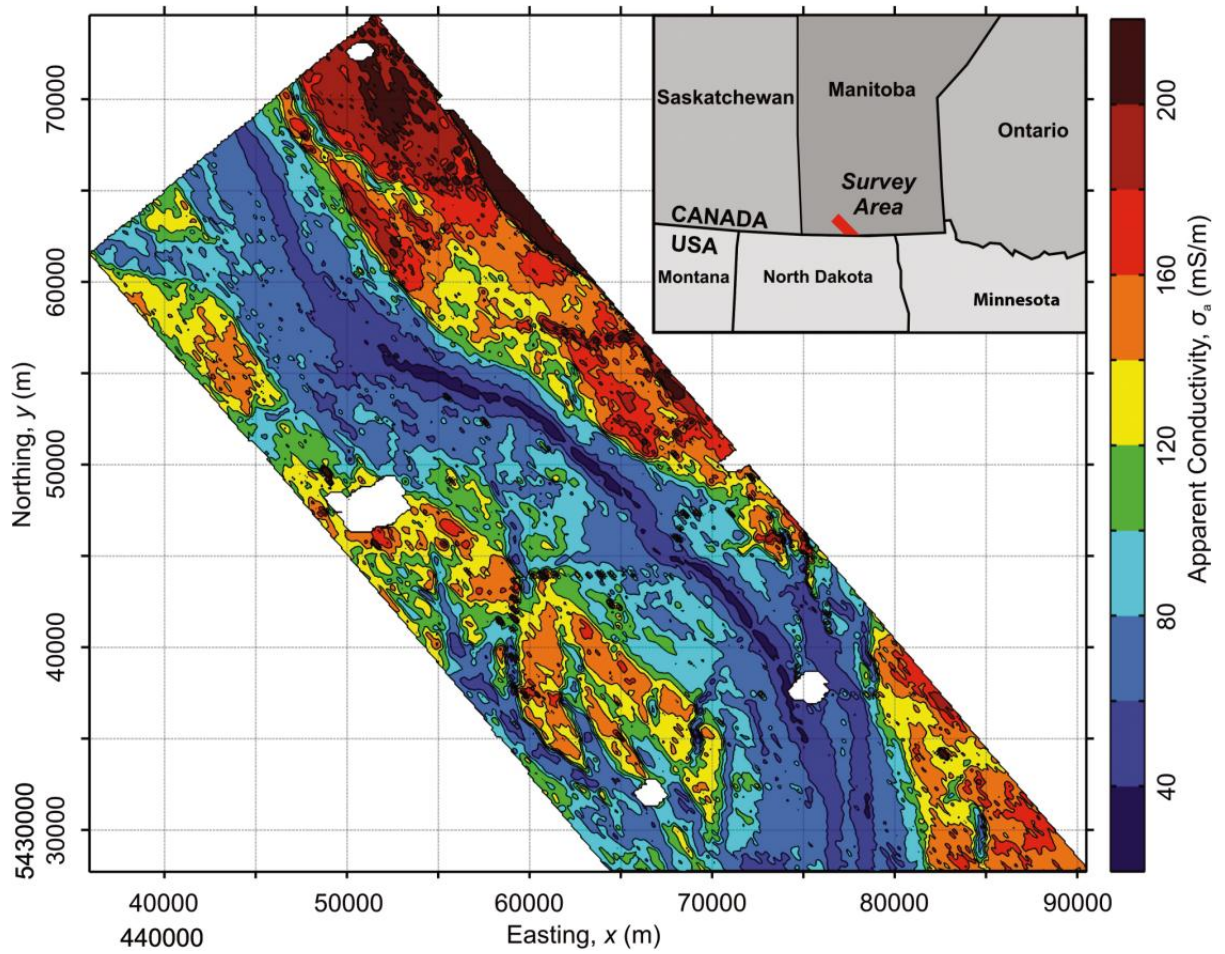 Saskatchewan
Manitoba
Ontario
Survey
Area
CANADA
USA
Montana
North Dakota
Minnesota
200
160
120
80
40
Apparent Conductivity, σa (mS/m)
70000
60000
50000
40000
30000
5430000
Northing, y (m)
40000 50000 60000 70000 80000 90000
440000
Easting, x (m)